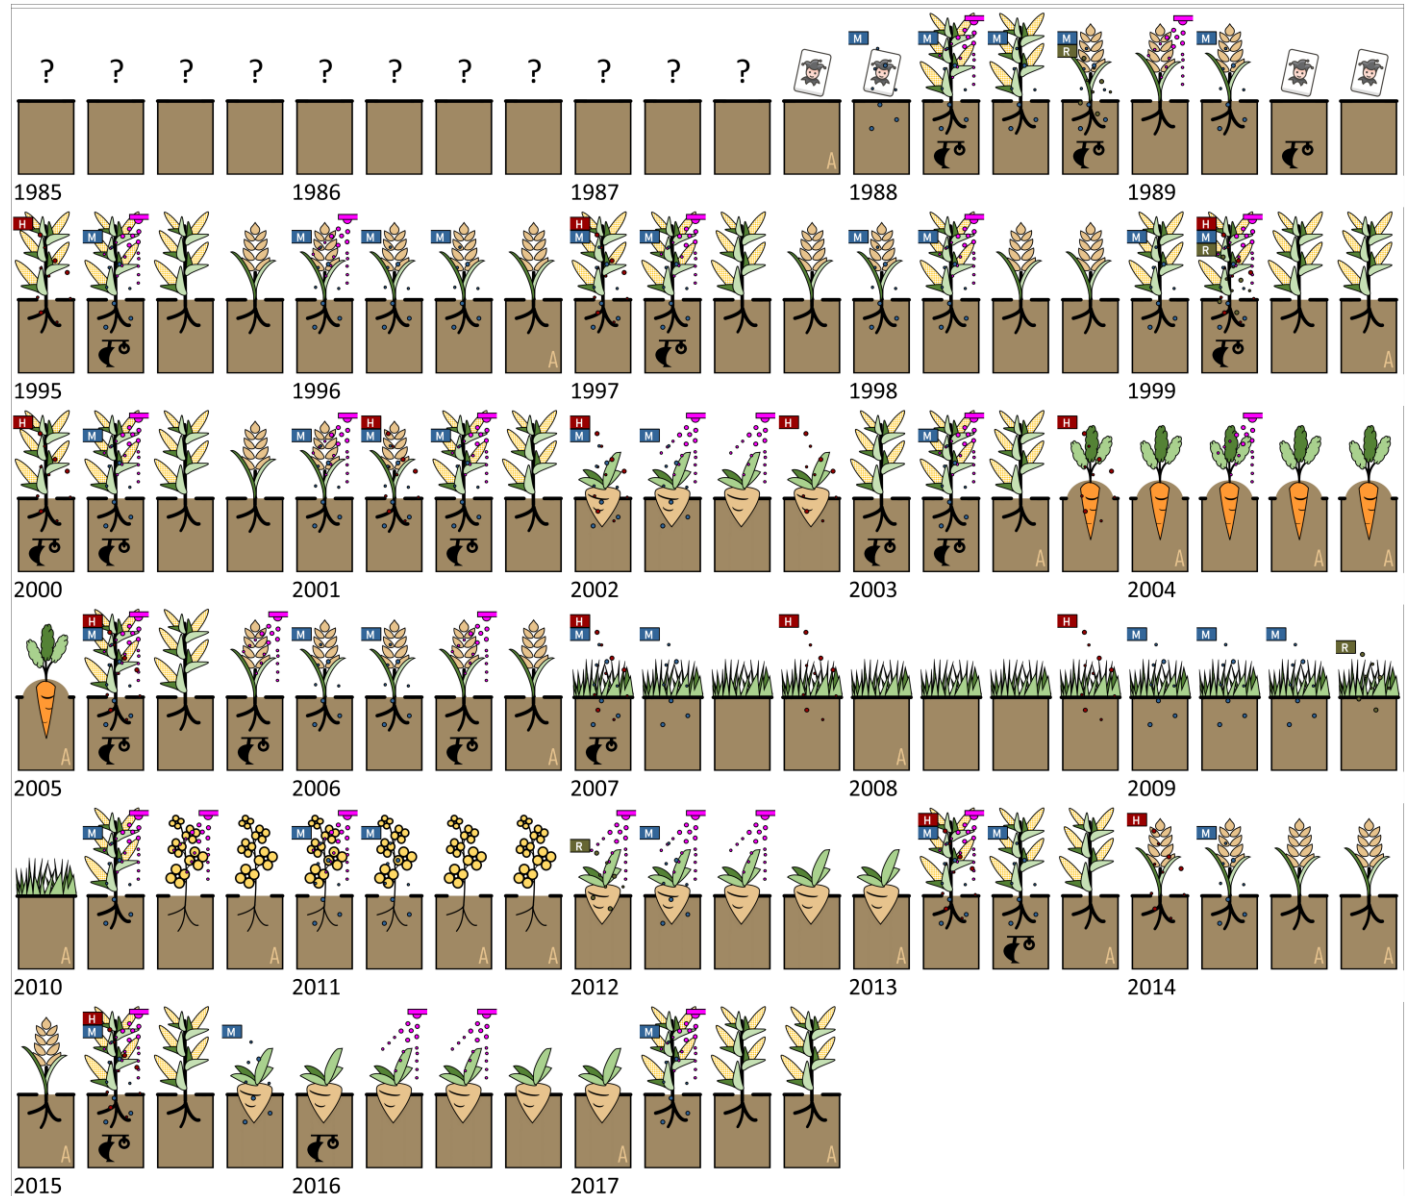 M M M M M
R
? ? ? ? ? ? ? ? ? ? ?
A
1985 1986 1987 1988 1989
H H H
M M M M M M M M M M
R
A A
1995 1996 1997 1998 1999
H H H H H
M M M M M M M
A A A A A
2000 2001 2002 2003 2004
H H H H
M M M M M M M M
R
A A A
2005 2006 2007 2008 2009
H H
M M M M M M M
R
A A A A A A A A
2010 2011 2012 2013 2014
H
M M M
A A A A
2015 2016 2017